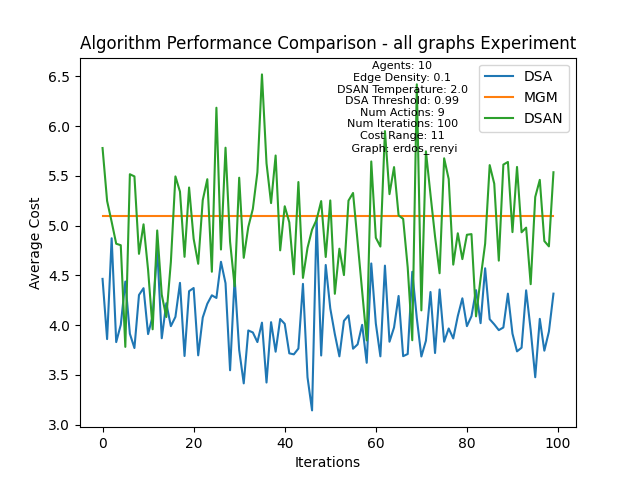 Algorithm Performance Comparison - all graphs Experiment
Agents: 10
Edge Density: 0.1
DSAN Temperature: 2.0
DSA Threshold: 0.99
Num Actions: 9
Num Iterations: 100
Cost Range: 11
Graph: erdos_renyi
DSA
MGM
DSAN
6.5
6.0
5.5
5.0
4.5
4.0
3.5
3.0
Average Cost
0 20 40 60 80 100
Iterations